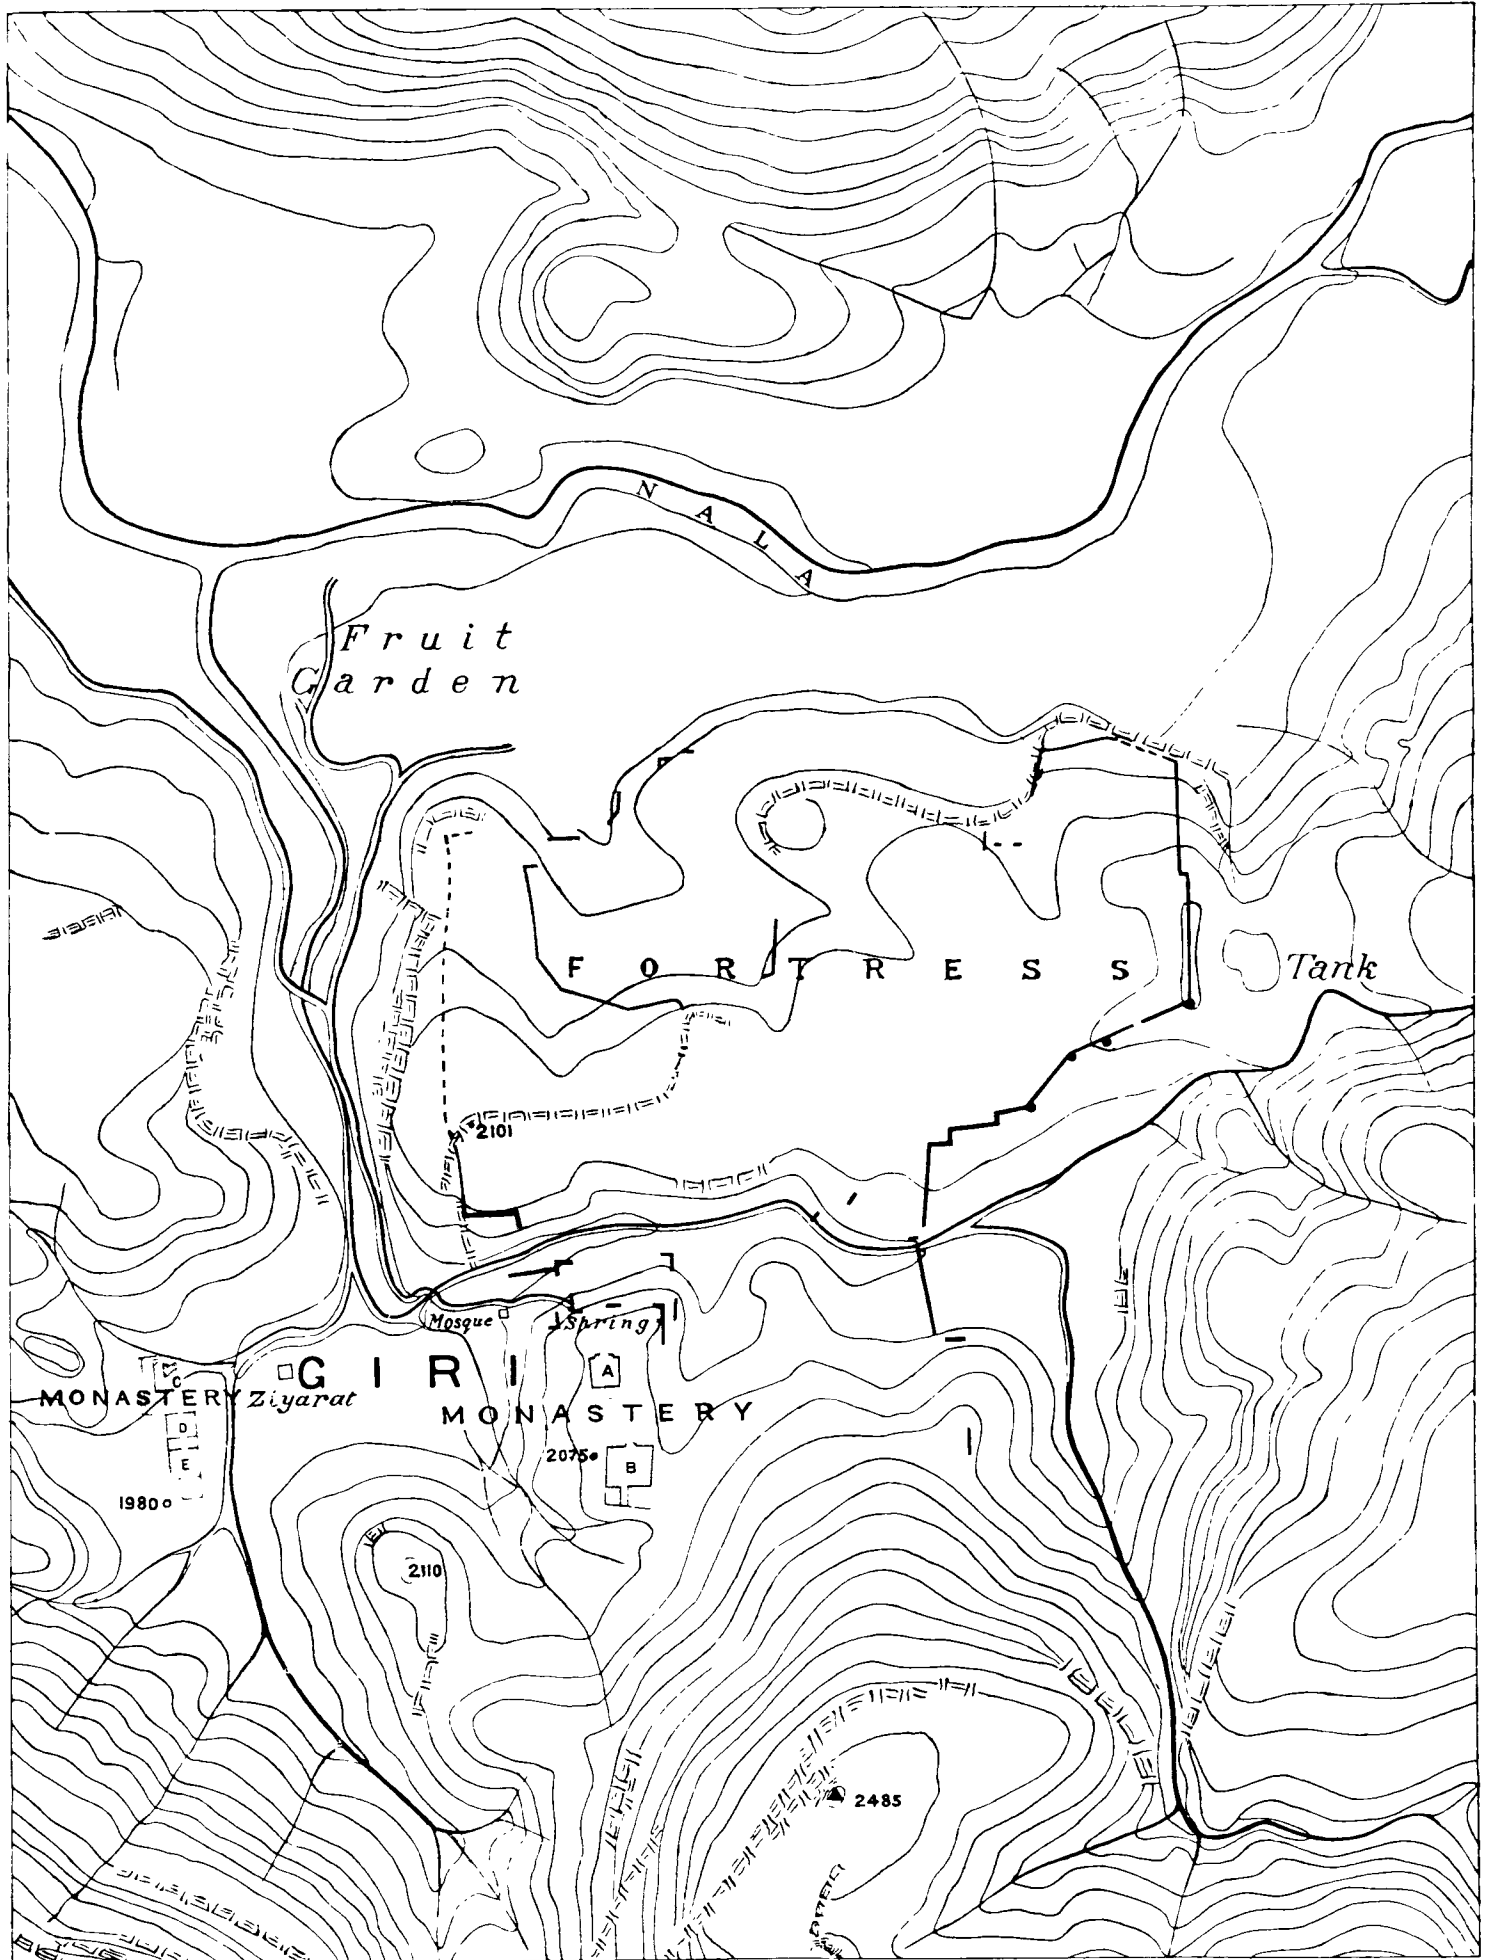 NALA
Fruit
Garden
FORTRESS
Tank
2101
Mosque
Spring
GIRI
A
C
MONASTERY
Ziyarat
MONASTERY
D
2075
B
E
1980
2110
2485